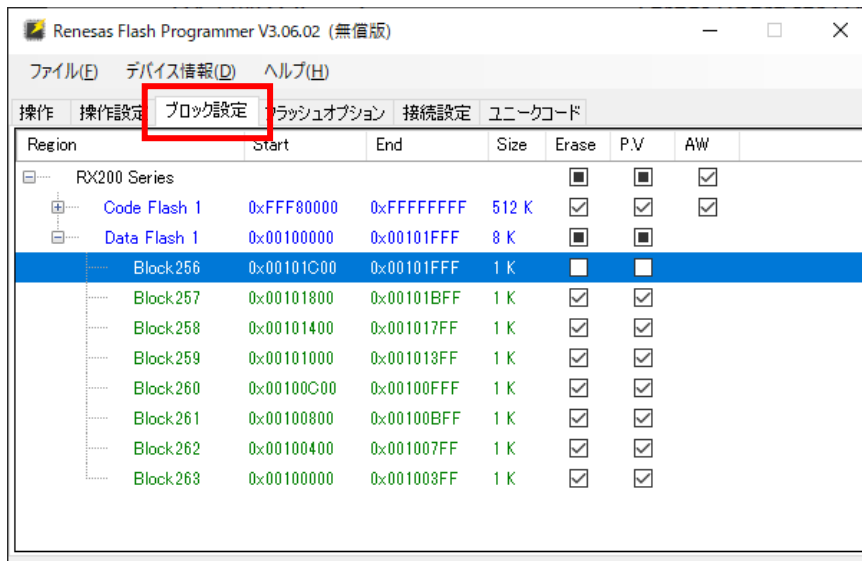 Renesas Flash Programmer V3.06.02 (無償版)
ファイル(F) デバイス情報(D) ヘルプ(H)
操作 操作設定 ブロック設定 フラッシュオプション 接続設定 ユニークコード
Region Start End Size Erase P.V AW
RX200 Series
Code Flash 1 0xFFF80000 0xFFFFFFFF 512 K
Data Flash 1 0x00100000 0x00101FFF 8 K
Block256 0x00101C00 0x00101FFF 1 K
Block257 0x00101800 0x00101BFF 1 K
Block258 0x00101400 0x001017FF 1 K
Block259 0x00101000 0x001013FF 1 K
Block260 0x00100C00 0x00100FFF 1 K
Block261 0x00100800 0x00100BFF 1 K
Block262 0x00100400 0x001007FF 1 K
Block263 0x00100000 0x001003FF 1 K